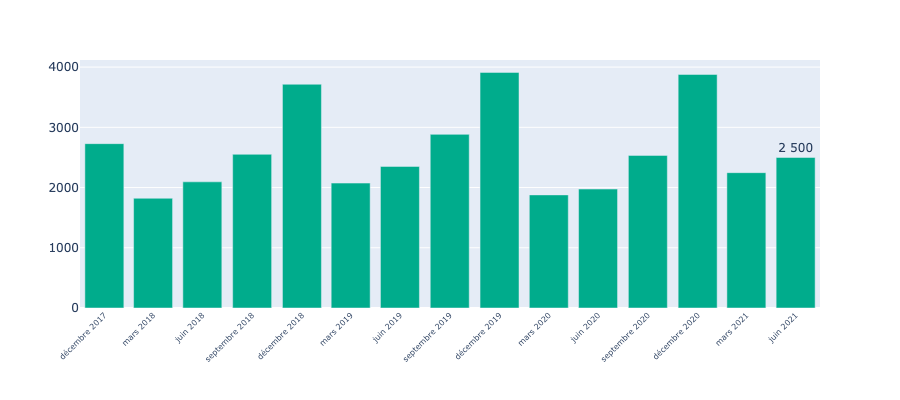 4000
3000
2000
1000
0
2 500
décembre 2017
mars 2018
juin 2018
septembre 2018
décembre 2018
mars 2019
juin 2019
septembre 2019
décembre 2019
mars 2020
juin 2020
septembre 2020
décembre 2020
mars 2021
juin 2021